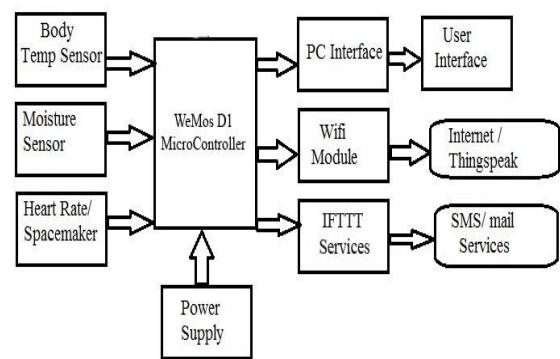 Body
Temp Sensor
Moisture
Sensor
Heart Rate/
Spacemaker
WeMos D1
MicroController
Power
Supply
PC Interface
User
Interface
Wifi
Module
Internet /
Thingspeak
IFTTT
Services
SMS/ mail
Services